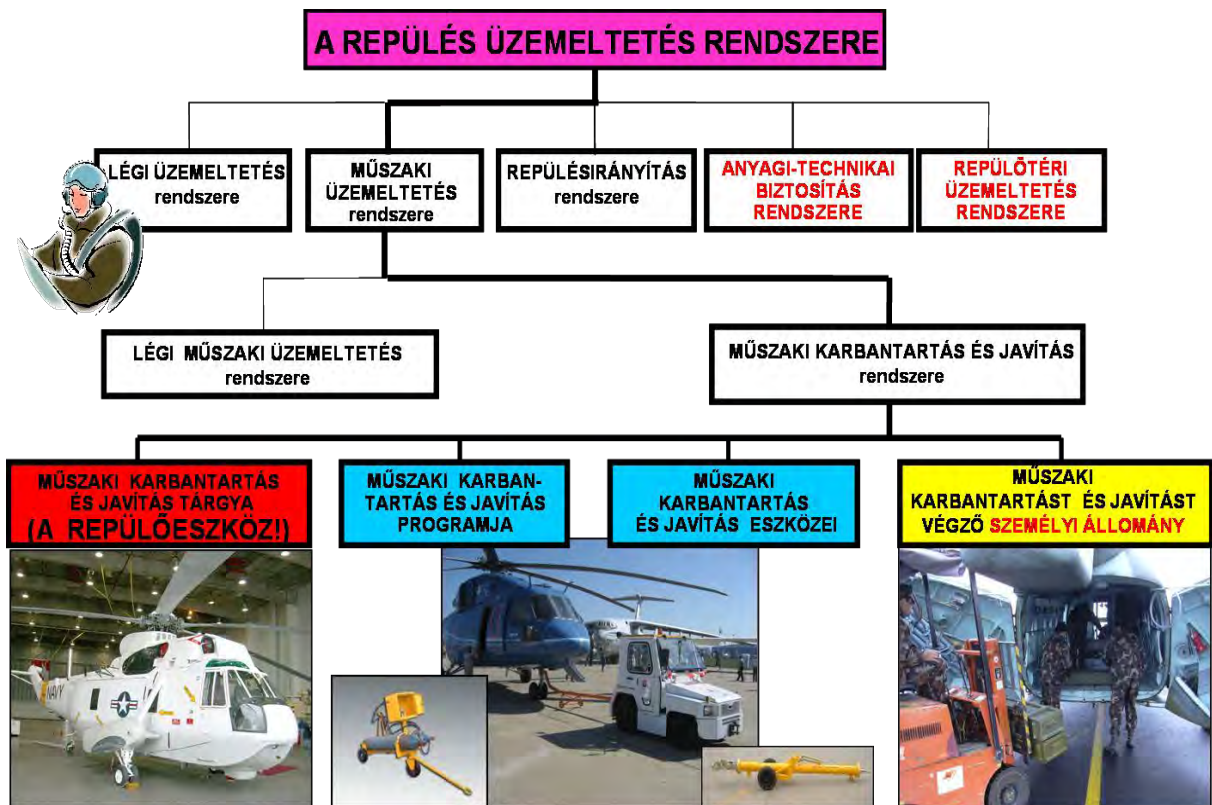 A REPÜLÉS ÜZEMELTETÉS RENDSZERE
LÉGI ÜZEMELTETÉS
rendszere
MŰSZAKI
ÜZEMELTETÉS
rendszere
REPÜLÉSIRÁNYÍTÁS
rendszere
ANYAGI-TECHNIKAI
BIZTOSÍTÁS
RENDSZERE
REPÜLŐTÉRI
ÜZEMELTETÉS
RENDSZERE
LÉGI MŰSZAKI ÜZEMELTETÉS
rendszere
MŰSZAKI KARBANTARTÁS ÉS JAVÍTÁS
rendszere
MŰSZAKI KARBANTARTÁS
ÉS JAVÍTÁS TÁRGYA
(A REPÜLŐESZKÖZ!)
MŰSZAKI KARBAN-
TARTÁS ÉS JAVÍTÁS
PROGRAMJA
MŰSZAKI
KARBANTARTÁS
ÉS JAVÍTÁS ESZKÖZEI
MŰSZAKI
KARBANTARTÁST ÉS JAVÍTÁST
VÉGZŐ SZEMÉLYI ÁLLOMÁNY
NAVY